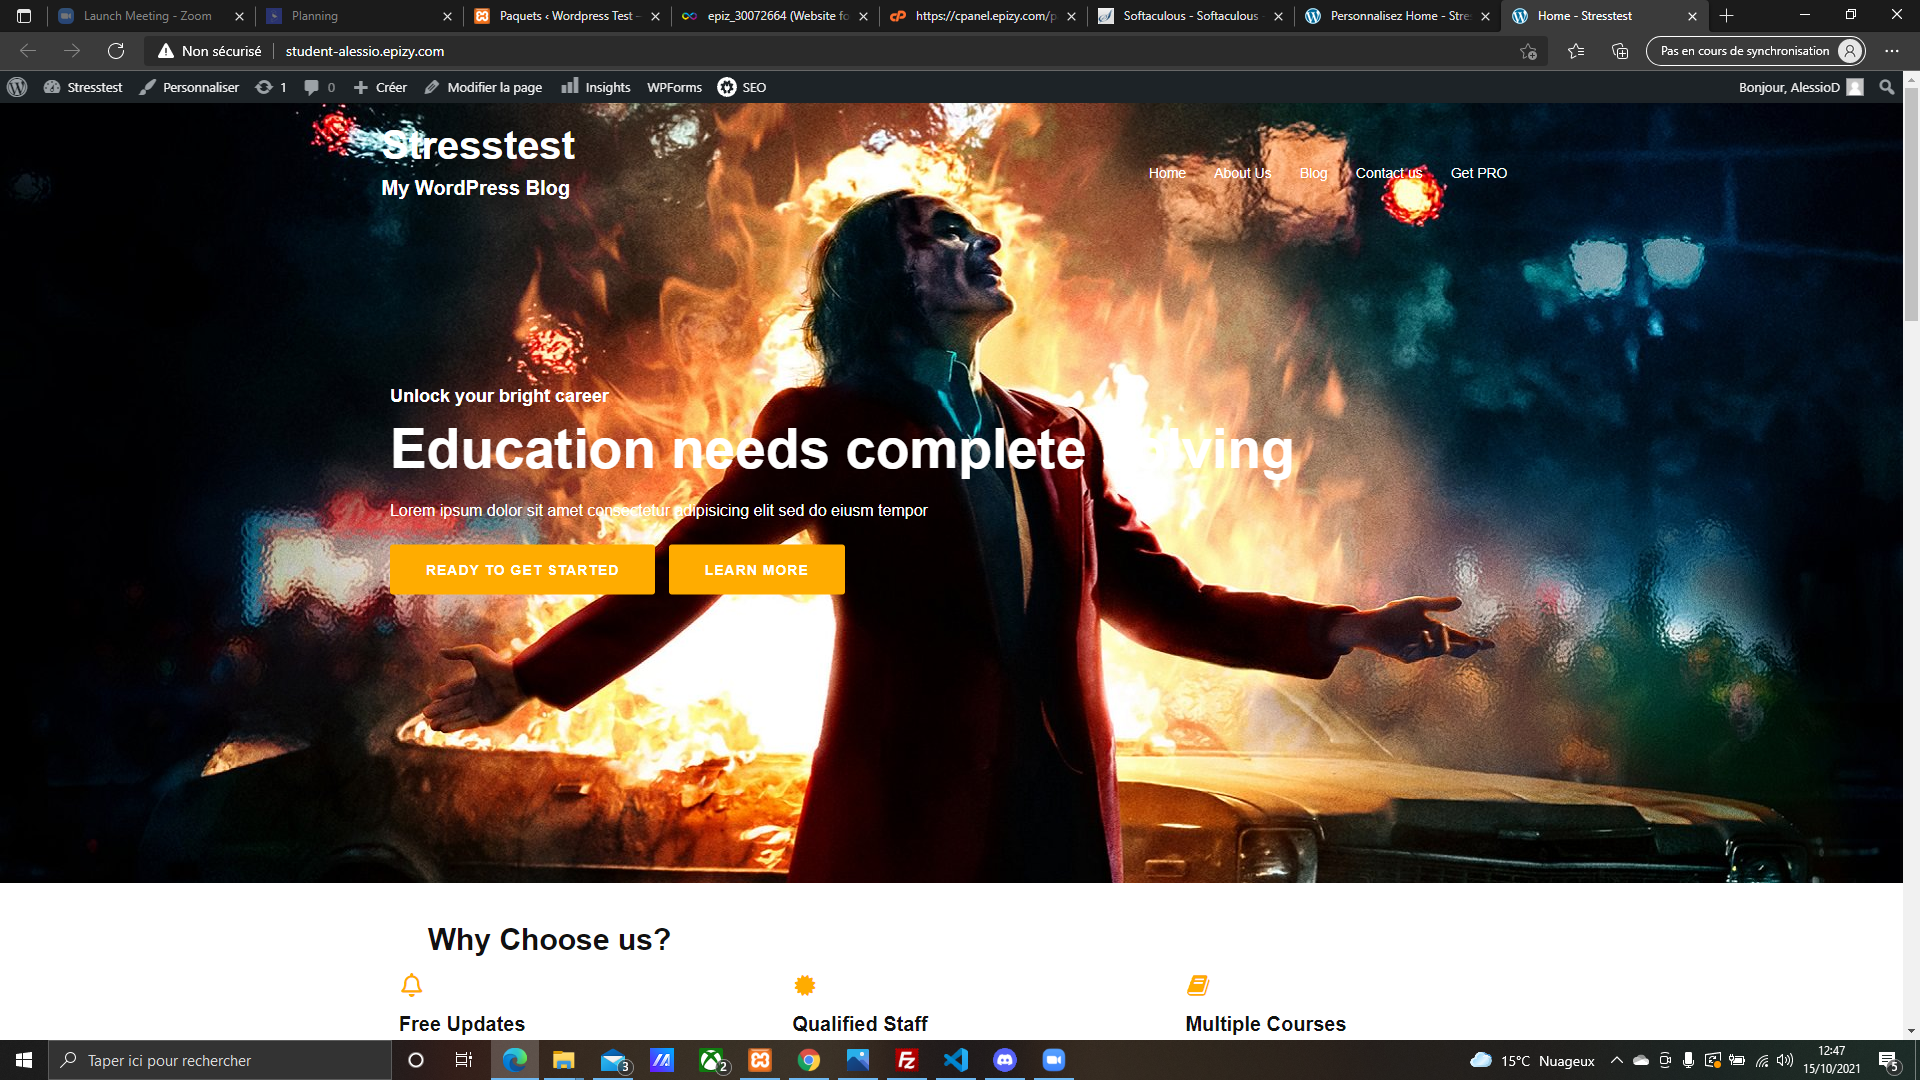 Launch Meeting - Zoom
Planning
Paquets ‹ Wordpress Test –
epiz_30072664 (Website fo
https://cpanel.epizy.com/p
Softaculous - Softaculous -
Personnalisez Home - Stre
Home - Stresstest
Non sécurisé
student-alessio.epizy.com
Pas en cours de synchronisation
Stresstest
Personnaliser
1
0
Créer
Modifier la page
Insights
WPForms
SEO
Bonjour, AlessioD
Stresstest
My WordPress Blog
Home
About Us
Blog
Contact us
Get PRO
Unlock your bright career
Education needs complete
Lorem ipsum dolor sit amet consectetur adipisicing elit sed do eiusm tempor
READY TO GET STARTED
LEARN MORE
Why Choose us?
Free Updates
Qualified Staff
Multiple Courses
Taper ici pour rechercher
3
2
15°C Nuageux
12:47
15/10/2021
5